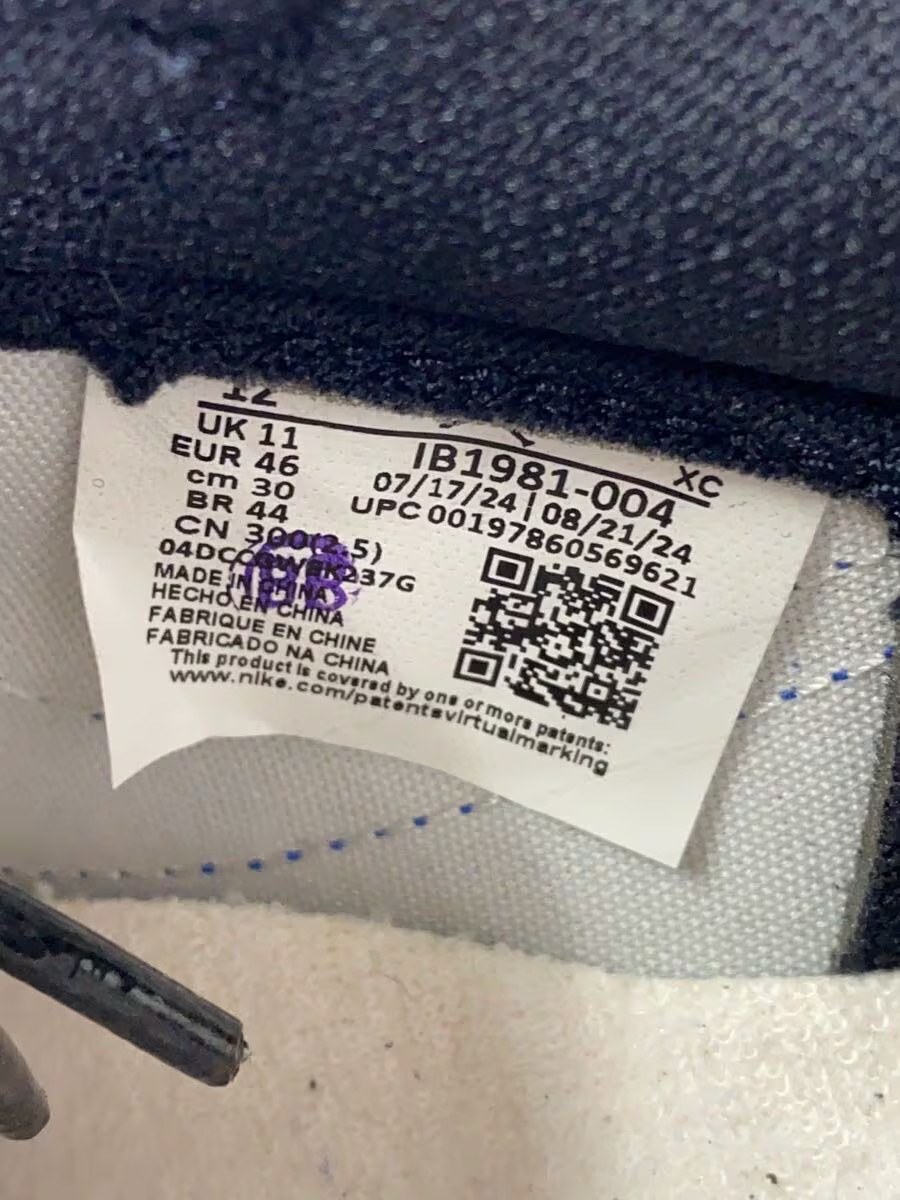 12
UK 11
EUR 46
cm 30
BR 44
CN 300(2.5)
XC
IB1981-004
07/17/24 | 08/21/24
UPC 00197860569621
MADE IN CHINA
HECHO EN CHINA
FABRIQUE EN CHINE
FABRICADO NA CHINA
This product is covered by one or more patents:
www.nike.com/patentsvirtualmarking